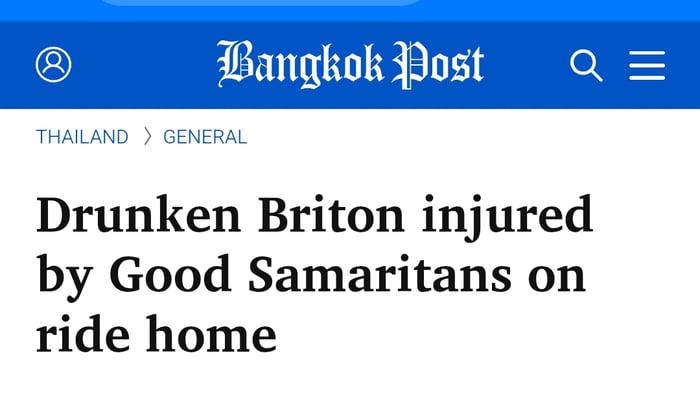 Bangkok Post
THAILAND > GENERAL
Drunken Briton injured
by Good Samaritans on
ride home